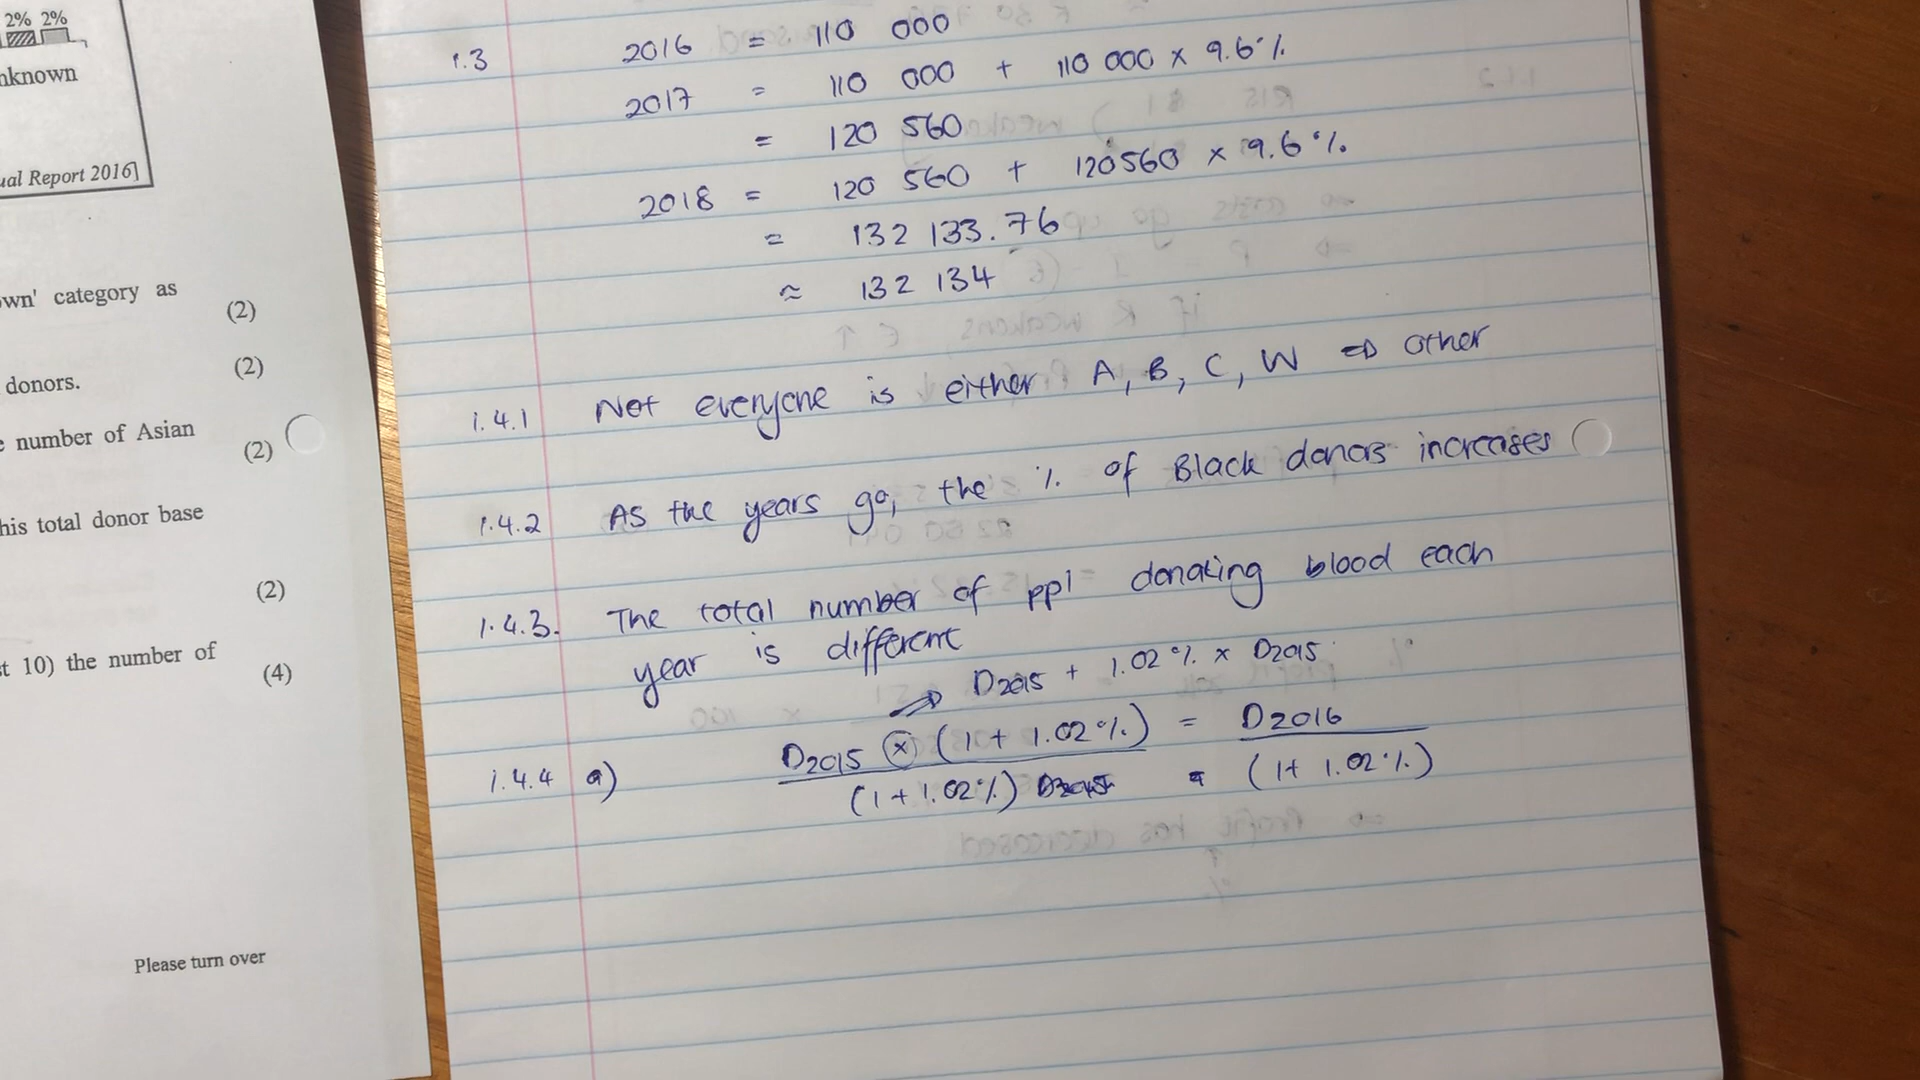 2% 2%
nknown
ual Report 2016]
own' category as
(2)
donors.
(2)
e number of Asian
(2)
his total donor base
(2)
t 10) the number of
(4)
Please turn over
1.3 2016 = 110 000
2017 = 110 000 + 110 000 x 9.6%
= 120 560
2018 = 120 560 + 120560 x 9.6%
= 132 133.76
≈ 132 134
1.4.1 Not everyone is either A, B, C, W ⇒ other
1.4.2 As the years go, the % of Black donors increases
1.4.3. The total number of ppl donating blood each
year is different
→ D2015 + 1.02% x D2015
1.4.4 a) D2015 ⊗ (1 + 1.02%) = D2016
(1 + 1.02%) (1+ 1.02%)